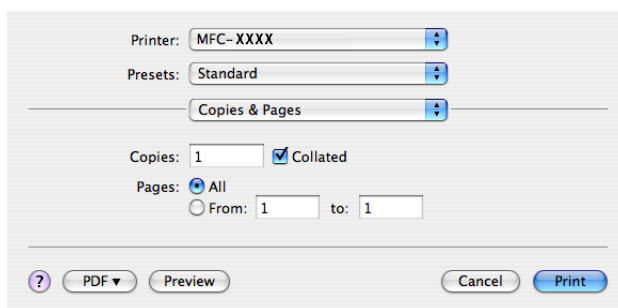 Printer: MFC-XXXX
Presets: Standard
Copies & Pages
Copies: 1 Collated
Pages: All
From: 1 to: 1
? PDF ▼ Preview Cancel Print